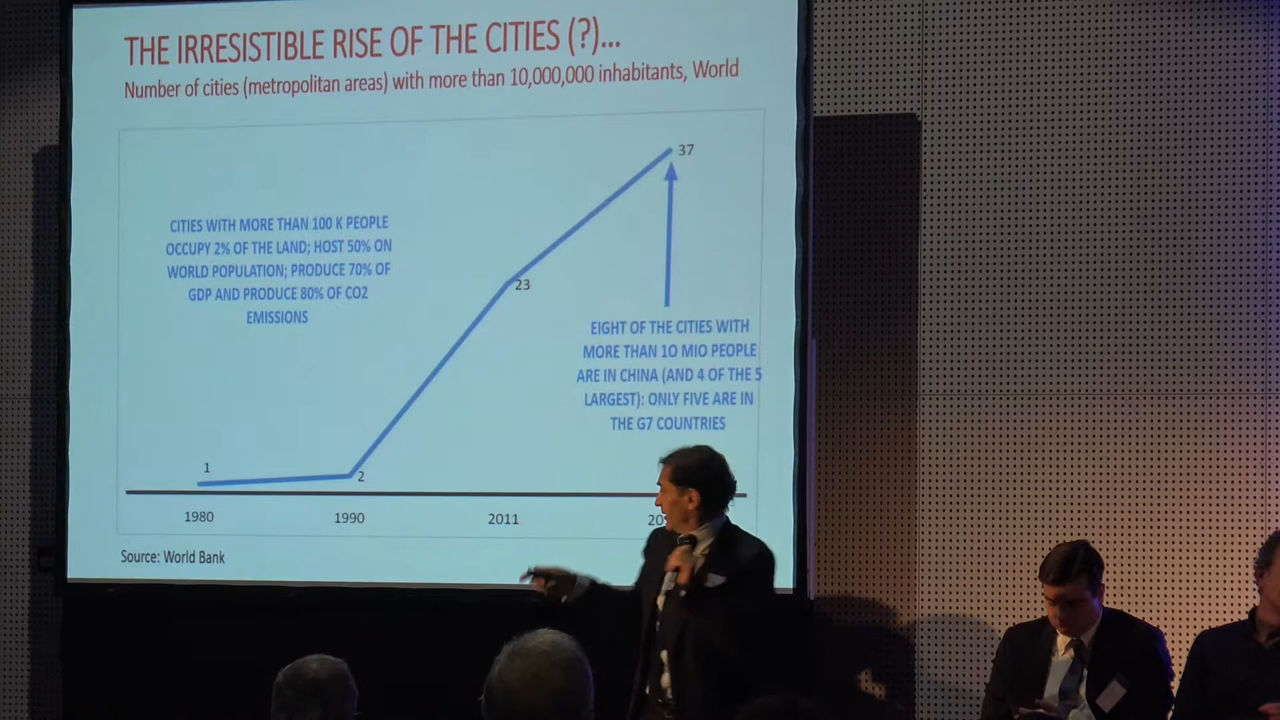 THE IRRESISTIBLE RISE OF THE CITIES (?)...
Number of cities (metropolitan areas) with more than 10,000,000 inhabitants, World
37
CITIES WITH MORE THAN 100 K PEOPLE
OCCUPY 2% OF THE LAND; HOST 50% ON
WORLD POPULATION; PRODUCE 70% OF
GDP AND PRODUCE 80% OF CO2
EMISSIONS
23
EIGHT OF THE CITIES WITH
MORE THAN 1O MIO PEOPLE
ARE IN CHINA (AND 4 OF THE 5
LARGEST): ONLY FIVE ARE IN
THE G7 COUNTRIES
1
2
1980
1990
2011
Source: World Bank